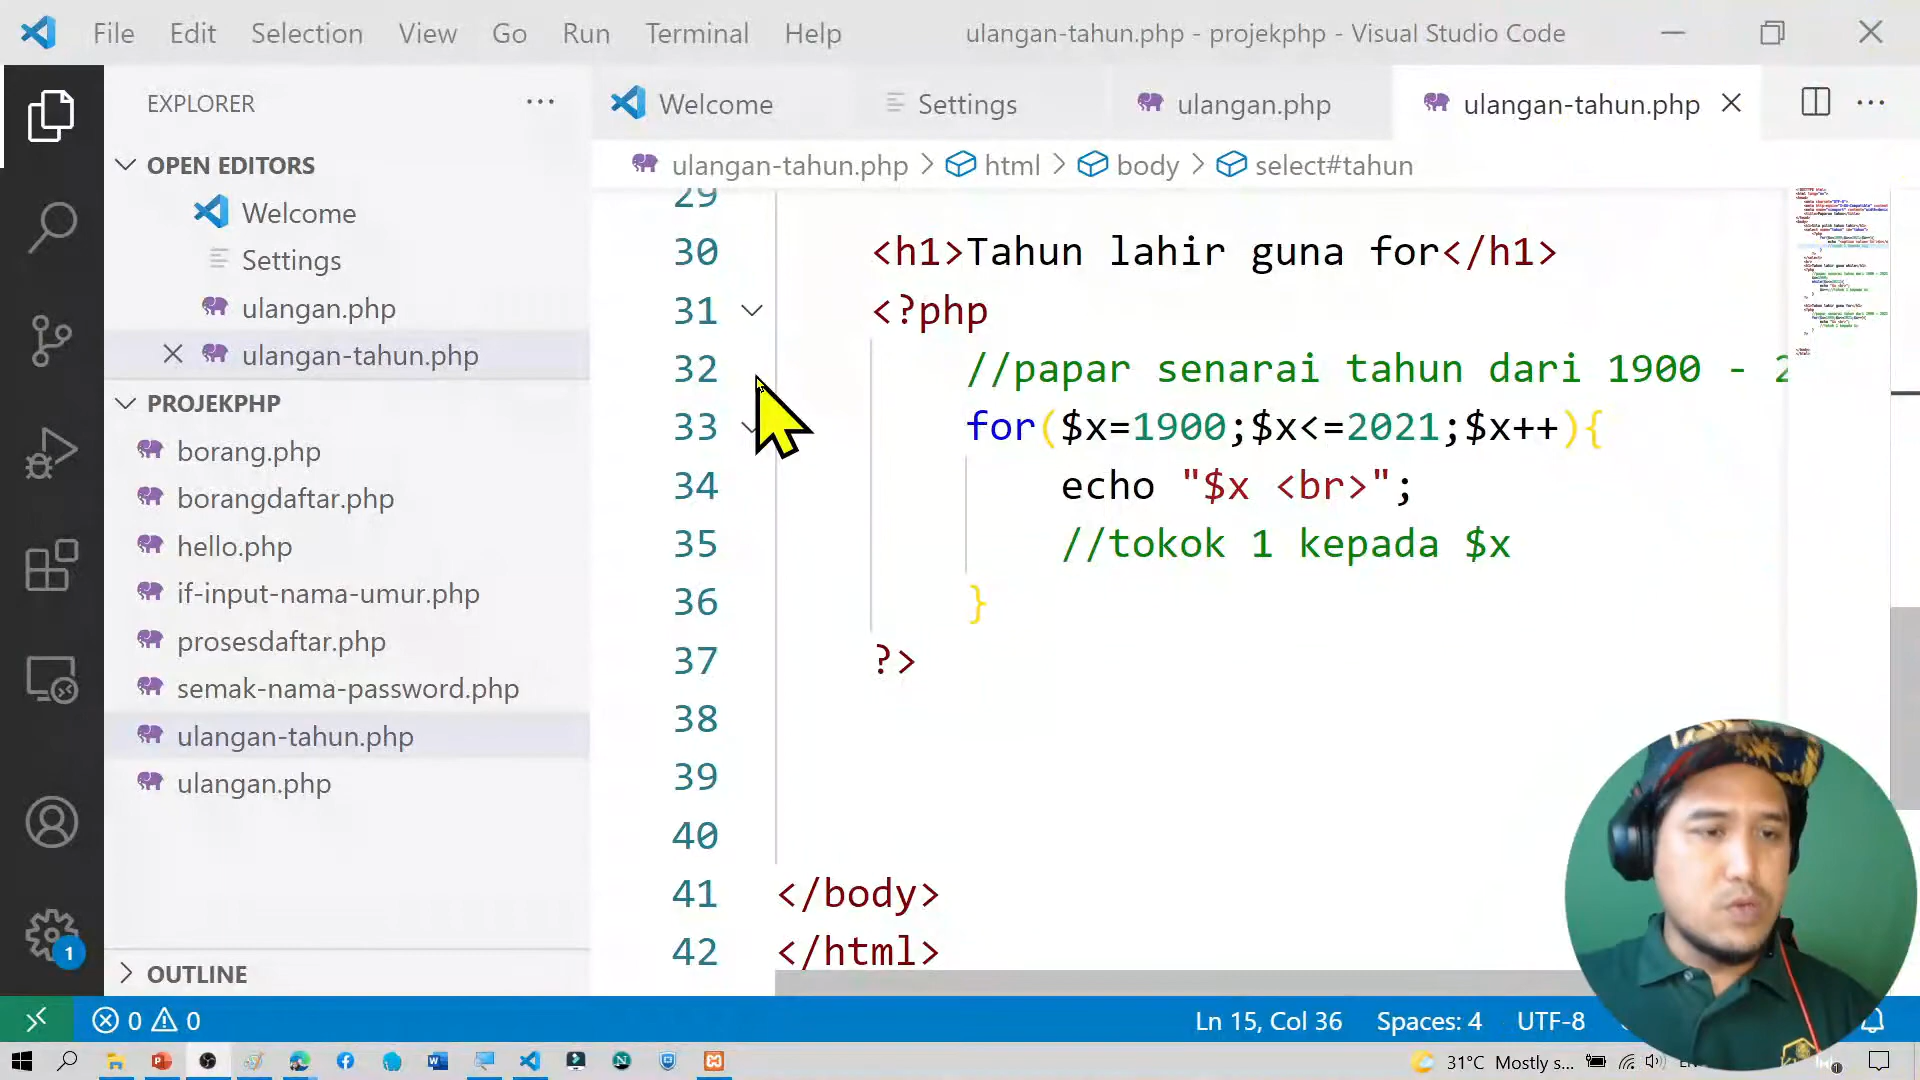 File Edit Selection View Go Run Terminal Help ulangan-tahun.php - projekphp - Visual Studio Code
EXPLORER
Welcome Settings ulangan.php ulangan-tahun.php
OPEN EDITORS
ulangan-tahun.php > html > body > select#tahun
Welcome
Settings
ulangan.php
ulangan-tahun.php
PROJEKPHP
borang.php
borangdaftar.php
hello.php
if-input-nama-umur.php
prosesdaftar.php
semak-nama-password.php
ulangan-tahun.php
ulangan.php
OUTLINE
29
30 <h1>Tahun lahir guna for</h1>
31 <?php
32 //papar senarai tahun dari 1900 - 2
33 for($x=1900;$x<=2021;$x++){
34 echo "$x <br>";
35 //tokok 1 kepada $x
36 }
37 ?>
38
39
40
41 </body>
42 </html>
1
0 0 Ln 15, Col 36 Spaces: 4 UTF-8
31°C Mostly s...